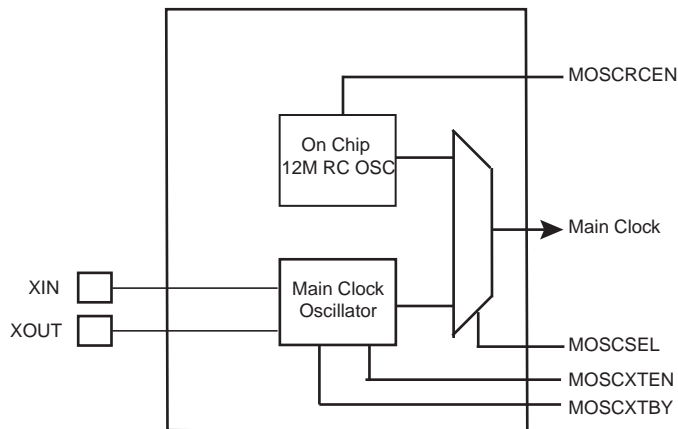 MOSCRCEN
On Chip
12M RC OSC
Main Clock
XIN
Main Clock
Oscillator
XOUT
MOSCSEL
MOSCXTEN
MOSCXTBY